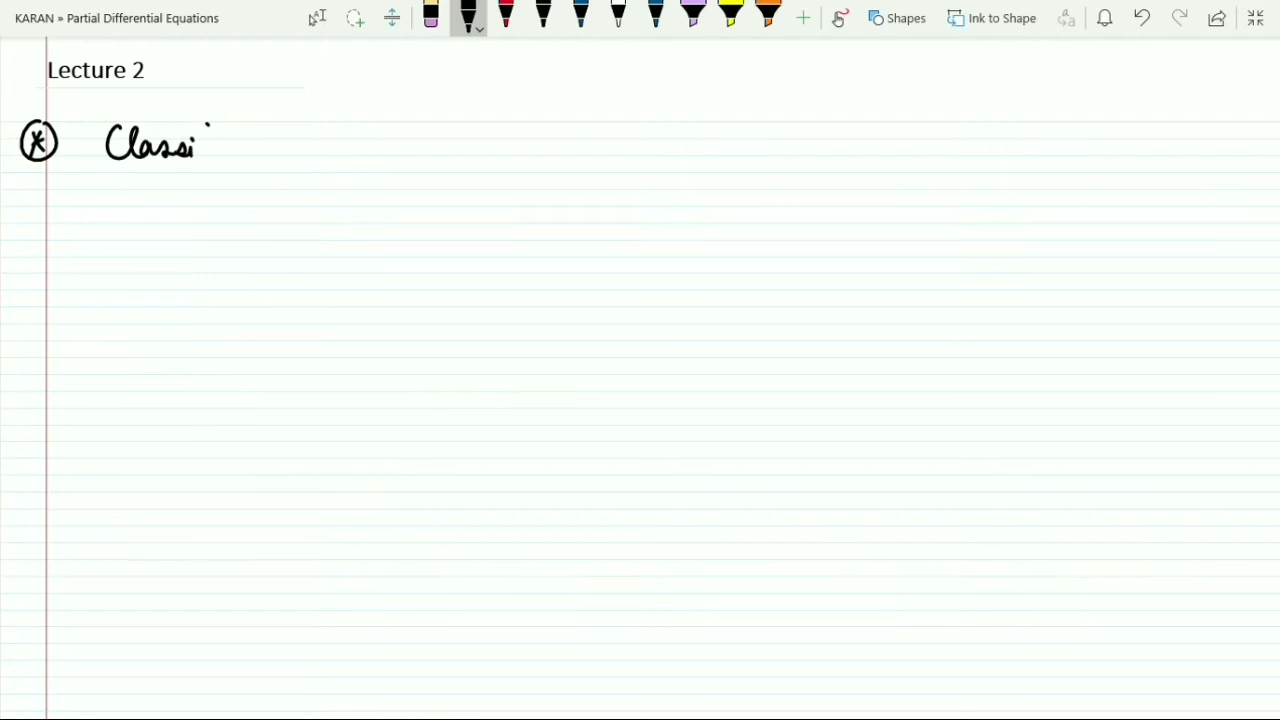 KARAN » Partial Differential Equations
Shapes
Ink to Shape
Lecture 2
Classi